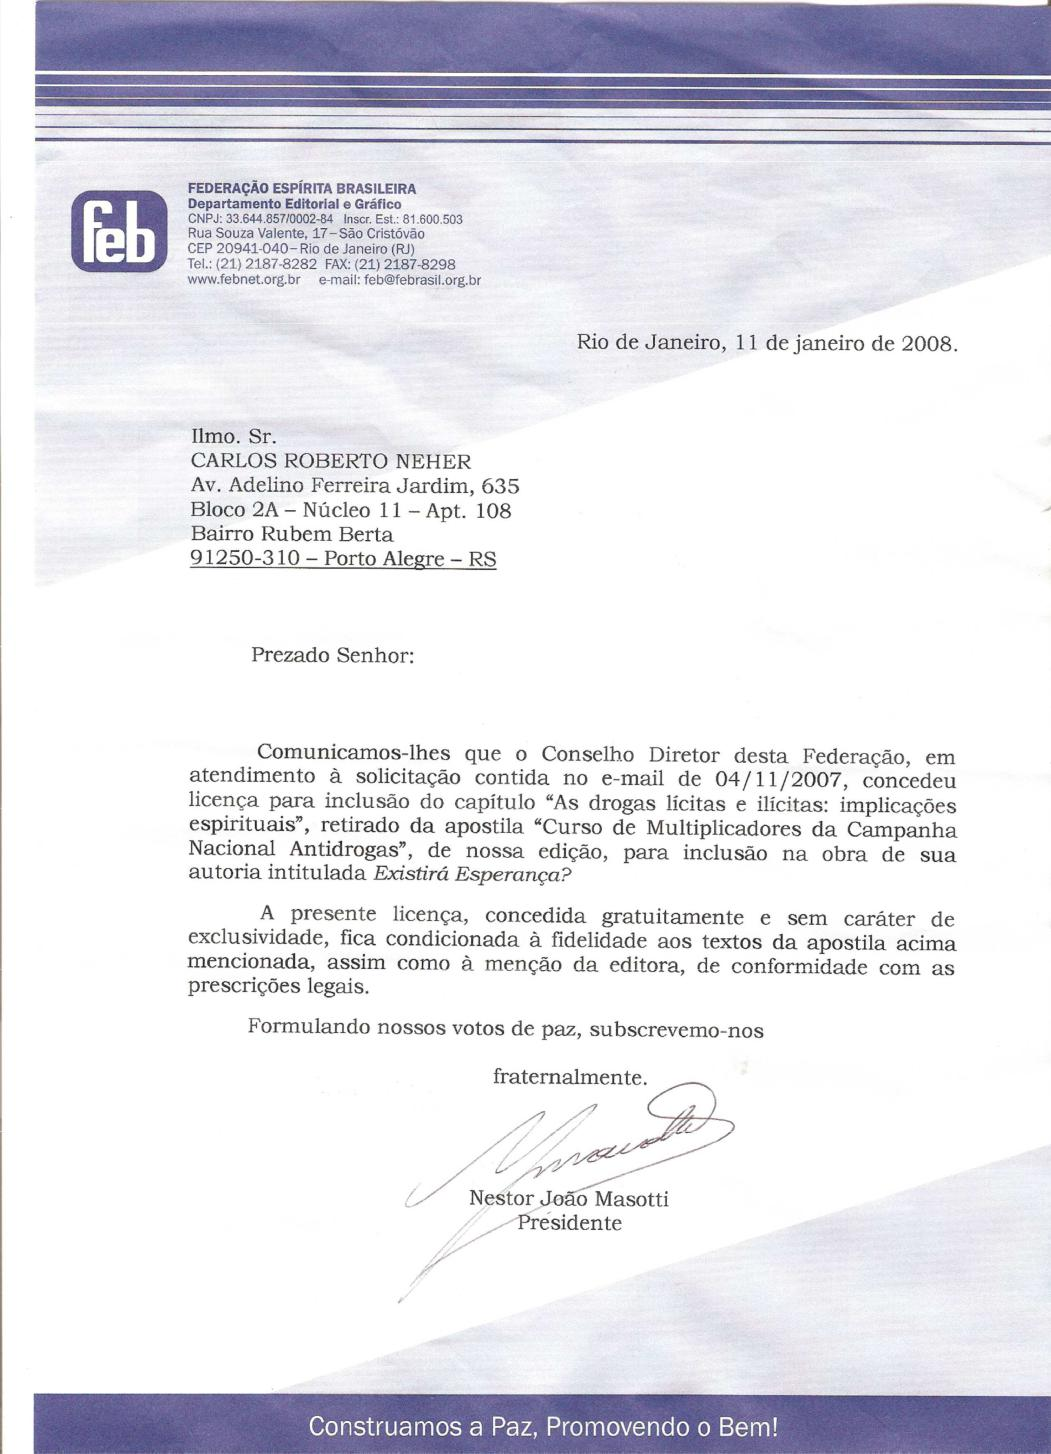 feb
FEDERAÇÃO ESPÍRITA BRASILEIRA
Departamento Editorial e Gráfico
CNPJ: 33.644.857/0002-84 Inscr. Est.: 81.600.503
Rua Souza Valente, 17 – São Cristóvão
CEP 20941-040 – Rio de Janeiro (RJ)
Tel.: (21) 2187-8282 FAX: (21) 2187-8298
www.febnet.org.br e-mail: feb@febrasil.org.br
Rio de Janeiro, 11 de janeiro de 2008.
Ilmo. Sr.
CARLOS ROBERTO NEHER
Av. Adelino Ferreira Jardim, 635
Bloco 2A – Núcleo 11 – Apt. 108
Bairro Rubem Berta
91250-310 – Porto Alegre – RS
Prezado Senhor:
Comunicamos-lhes que o Conselho Diretor desta Federação, em
atendimento à solicitação contida no e-mail de 04/11/2007, concedeu
licença para inclusão do capítulo “As drogas lícitas e ilícitas: implicações
espirituais”, retirado da apostila “Curso de Multiplicadores da Campanha
Nacional Antidrogas”, de nossa edição, para inclusão na obra de sua
autoria intitulada Existirá Esperança?
A presente licença, concedida gratuitamente e sem caráter de
exclusividade, fica condicionada à fidelidade aos textos da apostila acima
mencionada, assim como à menção da editora, de conformidade com as
prescrições legais.
Formulando nossos votos de paz, subscrevemo-nos
fraternalmente.
Nestor João Masotti
Presidente
Construamos a Paz, Promovendo o Bem!